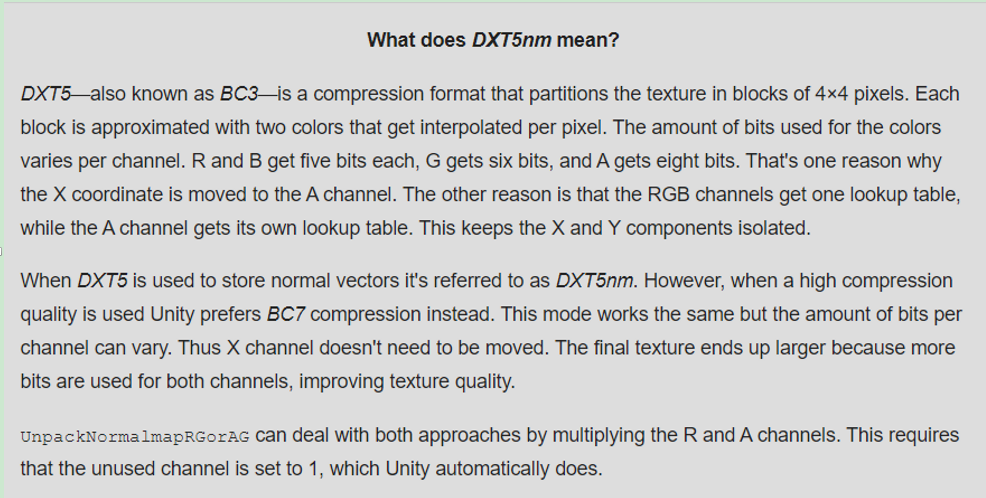 What does DXT5nm mean?
DXT5—also known as BC3—is a compression format that partitions the texture in blocks of 4×4 pixels. Each
block is approximated with two colors that get interpolated per pixel. The amount of bits used for the colors
varies per channel. R and B get five bits each, G gets six bits, and A gets eight bits. That's one reason why
the X coordinate is moved to the A channel. The other reason is that the RGB channels get one lookup table,
while the A channel gets its own lookup table. This keeps the X and Y components isolated.
When DXT5 is used to store normal vectors it's referred to as DXT5nm. However, when a high compression
quality is used Unity prefers BC7 compression instead. This mode works the same but the amount of bits per
channel can vary. Thus X channel doesn't need to be moved. The final texture ends up larger because more
bits are used for both channels, improving texture quality.
UnpackNormalmapRGorAG can deal with both approaches by multiplying the R and A channels. This requires
that the unused channel is set to 1, which Unity automatically does.